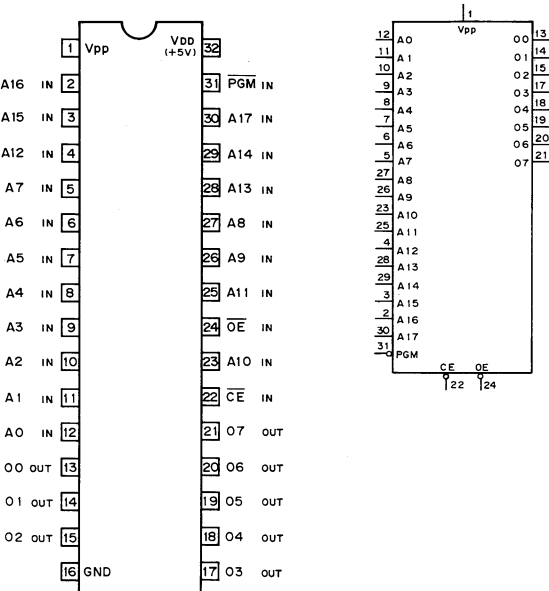 1 Vpp VDD 32
(+5V)
A16 IN 2 31 PGM IN
A15 IN 3 30 A17 IN
A12 IN 4 29 A14 IN
A7 IN 5 28 A13 IN
A6 IN 6 27 A8 IN
A5 IN 7 26 A9 IN
A4 IN 8 25 A11 IN
A3 IN 9 24 OE IN
A2 IN 10 23 A10 IN
A1 IN 11 22 CE IN
A0 IN 12 21 O7 OUT
O0 OUT 13 20 O6 OUT
O1 OUT 14 19 O5 OUT
O2 OUT 15 18 O4 OUT
16 GND 17 O3 OUT
1
Vpp
12 A0 O0 13
11 A1 O1 14
10 A2 O2 15
9 A3 O3 17
8 A4 O4 18
7 A5 O5 19
6 A6 O6 20
5 A7 O7 21
27 A8
26 A9
23 A10
25 A11
4 A12
28 A13
29 A14
3 A15
2 A16
30 A17
31 PGM
CE OE
22 24